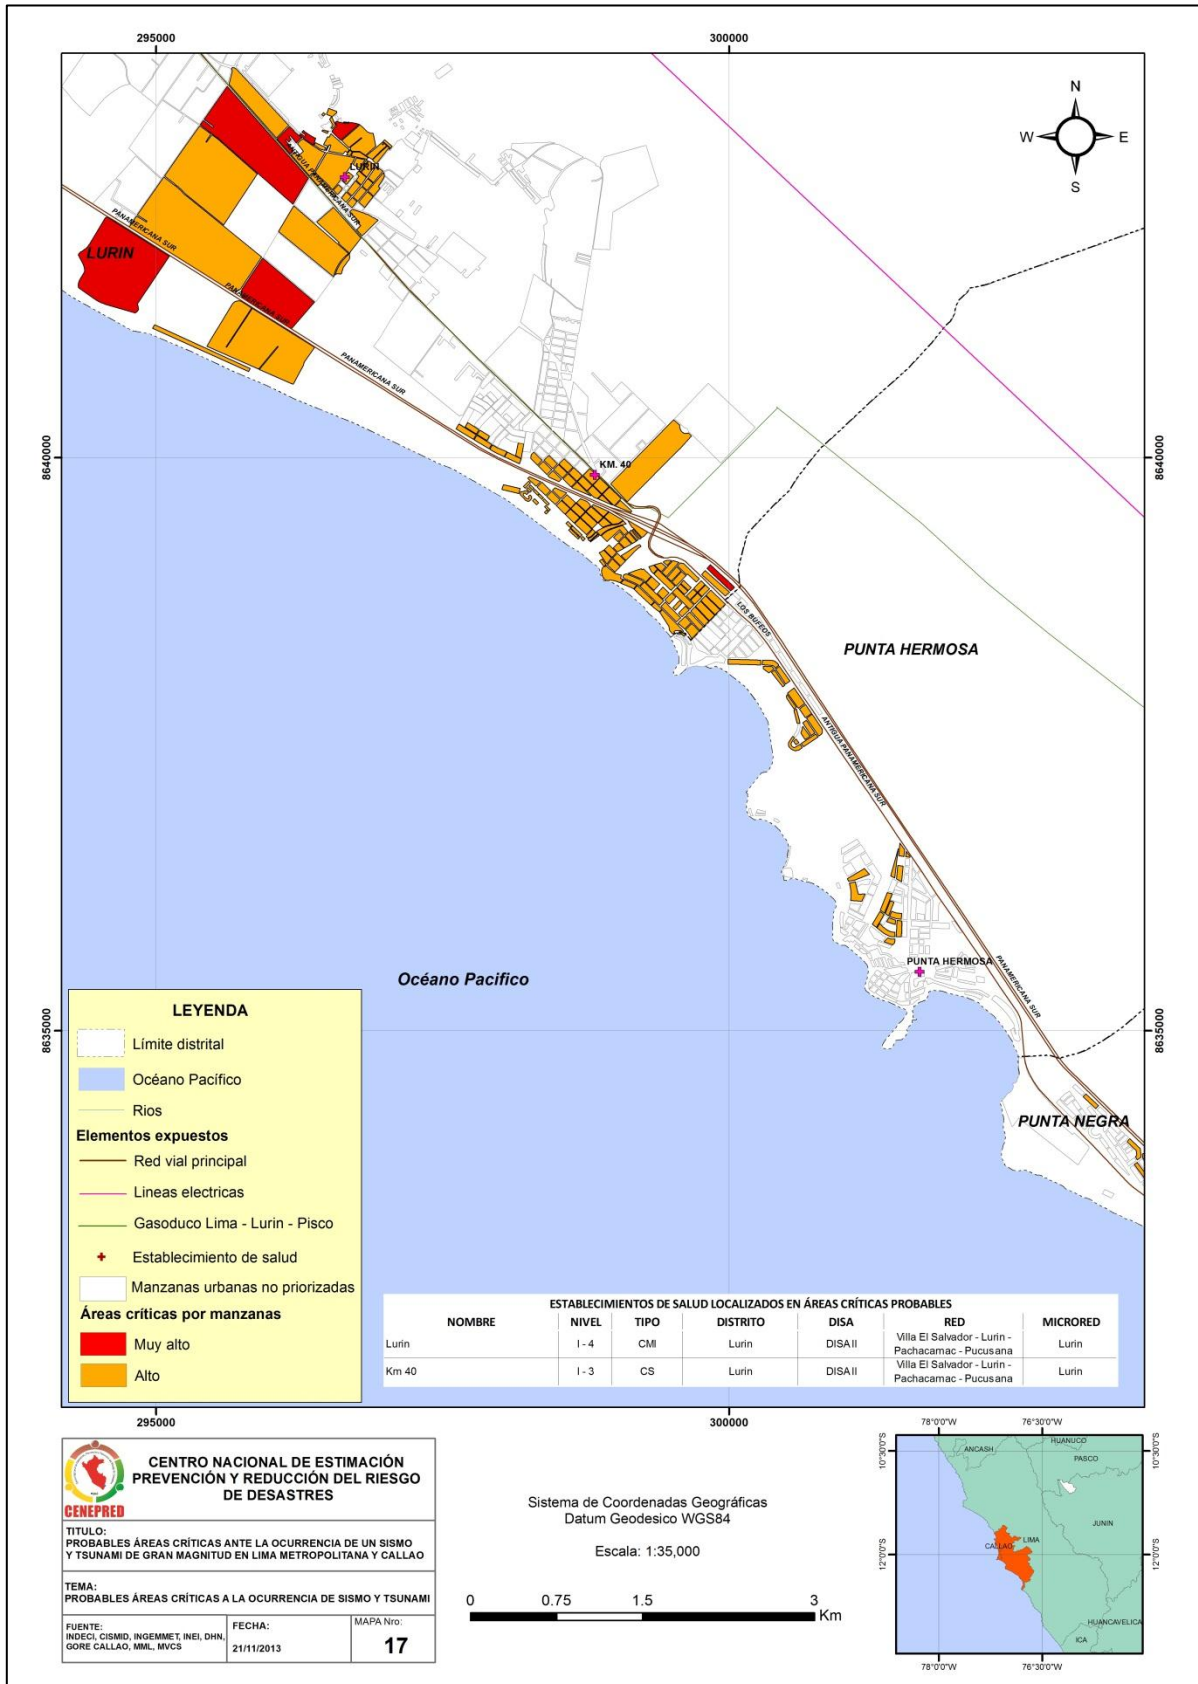 295000
300000
N
W
E
S
LURIN
ANTIGUA PANAMERICANA SUR
PANAMERICANA SUR
LURIN
PANAMERICANA SUR
PANAMERICANA SUR
8640000
8640000
KM. 40
LOS BUFEOS
PUNTA HERMOSA
ANTIGUA PANAMERICANA SUR
PUNTA HERMOSA
Océano Pacifico
PANAMERICANA SUR
8635000
8635000
PUNTA NEGRA
LEYENDA
Límite distrital
Océano Pacífico
Rios
Elementos expuestos
Red vial principal
Lineas electricas
Gasoduco Lima - Lurin - Pisco
Establecimiento de salud
Manzanas urbanas no priorizadas
Áreas críticas por manzanas
Muy alto
Alto
ESTABLECIMIENTOS DE SALUD LOCALIZADOS EN ÁREAS CRÍTICAS PROBABLES
NOMBRE NIVEL TIPO DISTRITO DISA RED MICRORED
Lurin I - 4 CMI Lurin DISA II Villa El Salvador - Lurin - Pachacamac - Pucusana Lurin
Km 40 I - 3 CS Lurin DISA II Villa El Salvador - Lurin - Pachacamac - Pucusana Lurin
295000
300000
CENEPRED
CENTRO NACIONAL DE ESTIMACIÓN
PREVENCIÓN Y REDUCCIÓN DEL RIESGO
DE DESASTRES
TITULO:
PROBABLES ÁREAS CRÍTICAS ANTE LA OCURRENCIA DE UN SISMO
Y TSUNAMI DE GRAN MAGNITUD EN LIMA METROPOLITANA Y CALLAO
TEMA:
PROBABLES ÁREAS CRÍTICAS A LA OCURRENCIA DE SISMO Y TSUNAMI
FUENTE:
INDECI, CISMID, INGEMMET, INEI, DHN,
GORE CALLAO, MML, MVCS
FECHA:
21/11/2013
MAPA Nro:
17
Sistema de Coordenadas Geográficas
Datum Geodesico WGS84
Escala: 1:35,000
0 0.75 1.5 3
Km
78°0'0"W 76°30'0"W
10°30'0"S
10°30'0"S
ANCASH
HUANUCO
PASCO
JUNIN
LIMA
CALLAO
12°0'0"S
12°0'0"S
HUANCAVELICA
ICA
78°0'0"W 76°30'0"W